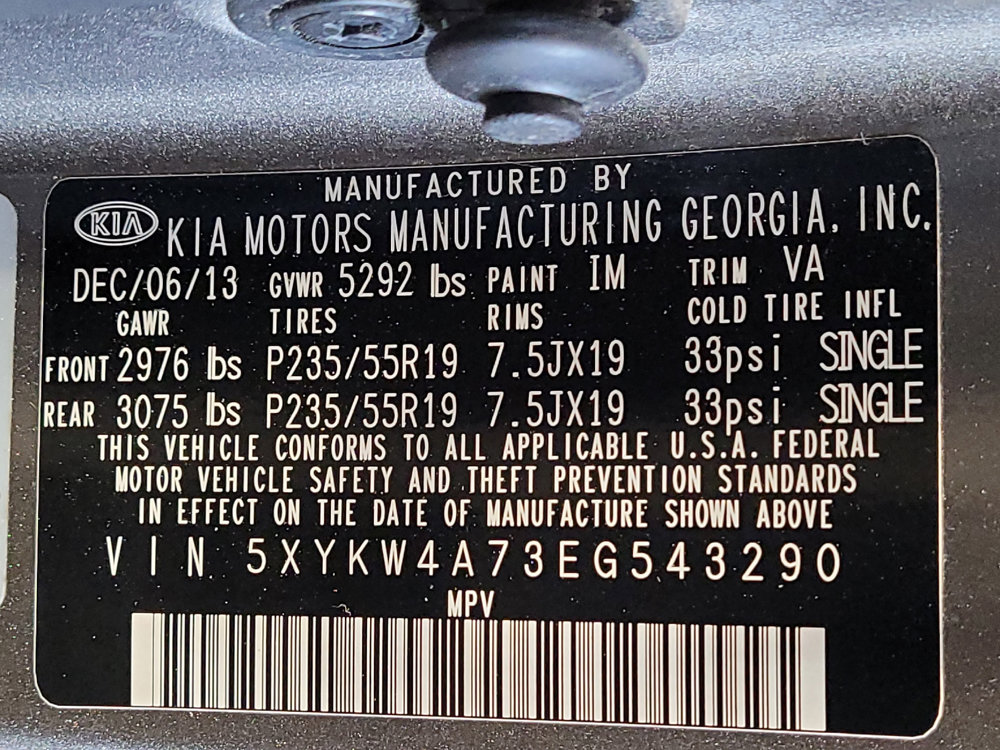 MANUFACTURED BY
KIA KIA MOTORS MANUFACTURING GEORGIA, INC.
DEC/06/13 GVWR 5292 lbs PAINT IM TRIM VA
GAWR TIRES RIMS COLD TIRE INFL
FRONT 2976 lbs P235/55R19 7.5JX19 33psi SINGLE
REAR 3075 lbs P235/55R19 7.5JX19 33psi SINGLE
THIS VEHICLE CONFORMS TO ALL APPLICABLE U.S.A. FEDERAL
MOTOR VEHICLE SAFETY AND THEFT PREVENTION STANDARDS
IN EFFECT ON THE DATE OF MANUFACTURE SHOWN ABOVE
VIN 5XYKW4A73EG543290
MPV